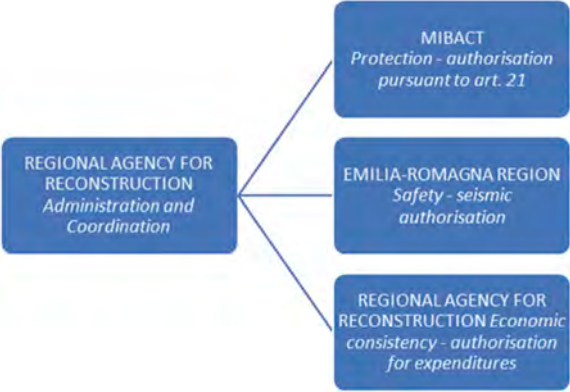 REGIONAL AGENCY FOR
RECONSTRUCTION
Administration and
Coordination
MIBACT
Protection - authorisation
pursuant to art. 21
EMILIA-ROMAGNA REGION
Safety - seismic
authorisation
REGIONAL AGENCY FOR
RECONSTRUCTION Economic
consistency - authorisation
for expenditures